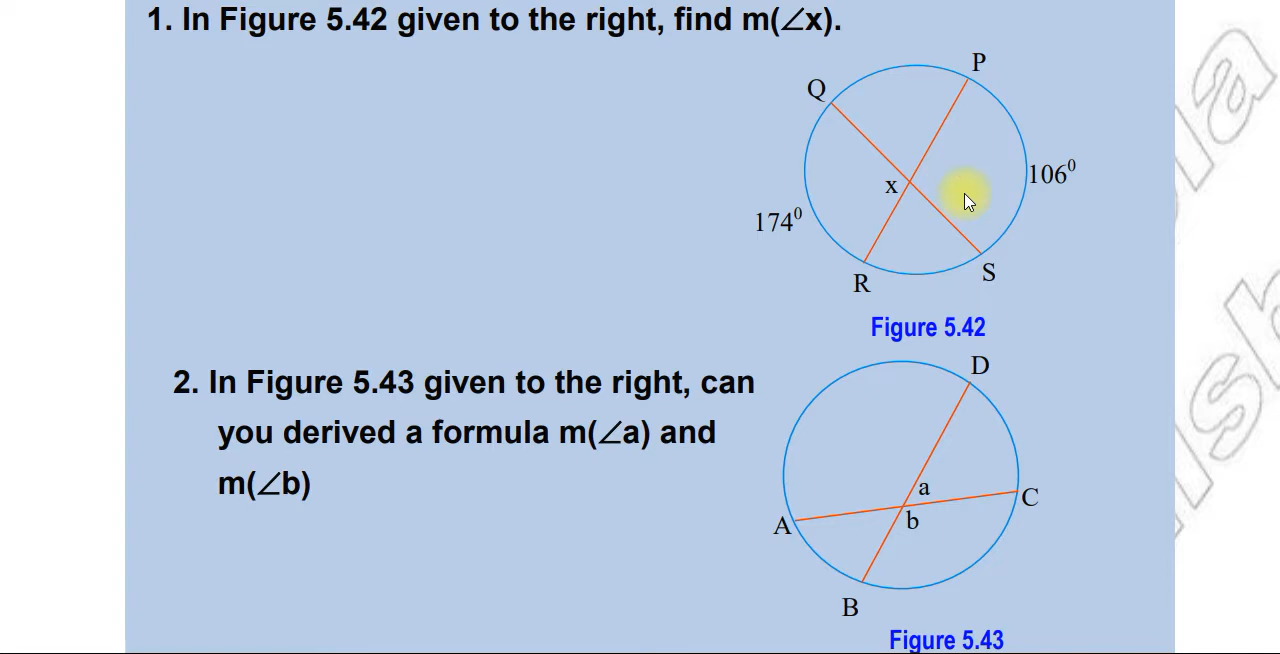 1. In Figure 5.42 given to the right, find m(∠x).
P
Q
x
106⁰
174⁰
R
S
Figure 5.42
2. In Figure 5.43 given to the right, can
you derived a formula m(∠a) and
m(∠b)
D
a
C
A
b
B
Figure 5.43